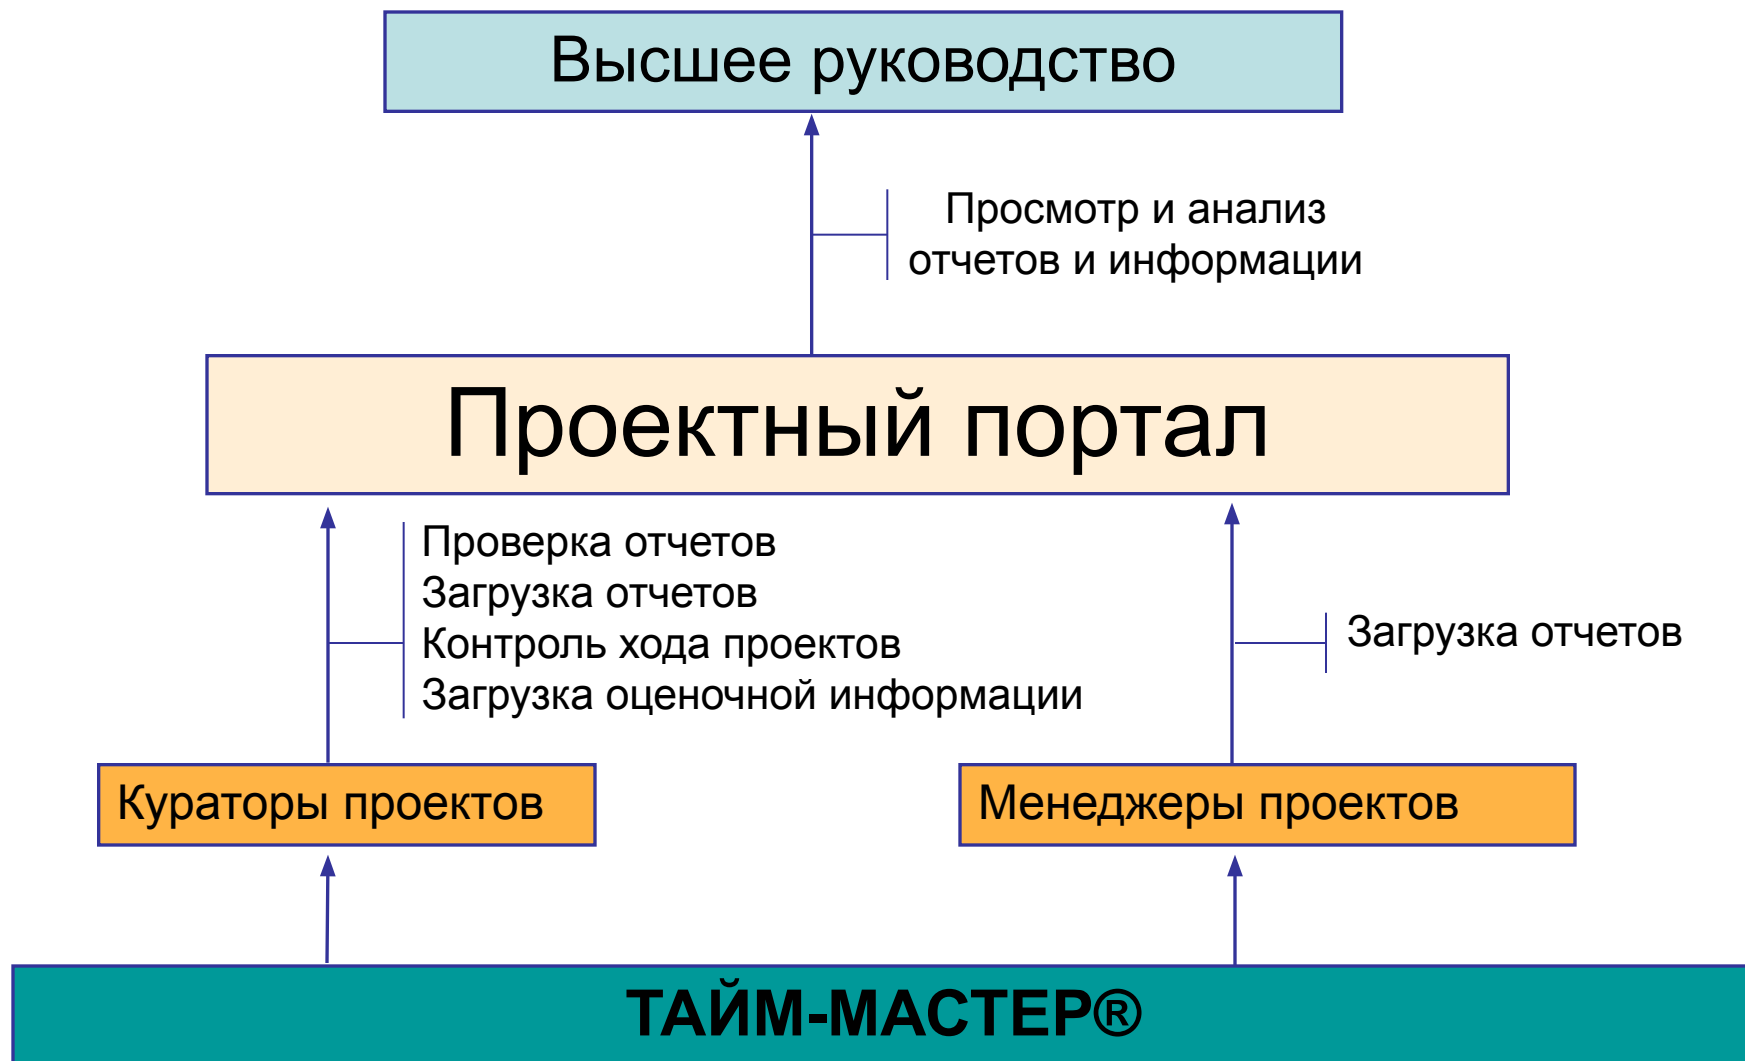 Высшее руководство
Просмотр и анализ
отчетов и информации
Проектный портал
Проверка отчетов
Загрузка отчетов
Контроль хода проектов
Загрузка оценочной информации
Загрузка отчетов
Кураторы проектов
Менеджеры проектов
ТАЙМ-МАСТЕР®